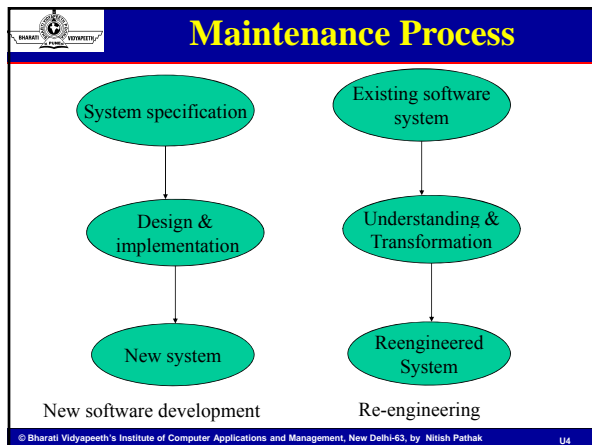 BHARATI VIDYAPEETH
PUNE
Maintenance Process
System specification
Design &
implementation
New system
New software development
Existing software
system
Understanding &
Transformation
Reengineered
System
Re-engineering
© Bharati Vidyapeeth's Institute of Computer Applications and Management, New Delhi-63, by Nitish Pathak
U4